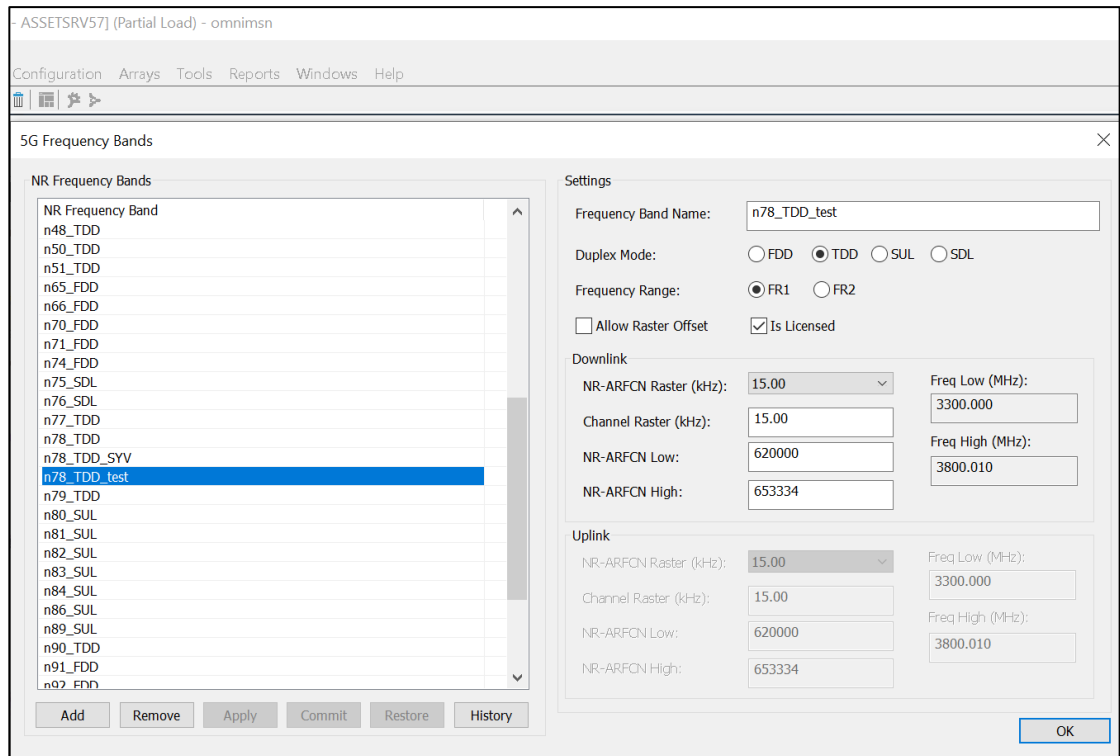 - ASSETSRV57] (Partial Load) - omnimsn
Configuration Arrays Tools Reports Windows Help
5G Frequency Bands
NR Frequency Bands
NR Frequency Band
n48_TDD
n50_TDD
n51_TDD
n65_FDD
n66_FDD
n70_FDD
n71_FDD
n74_FDD
n75_SDL
n76_SDL
n77_TDD
n78_TDD
n78_TDD_SYV
n78_TDD_test
n79_TDD
n80_SUL
n81_SUL
n82_SUL
n83_SUL
n84_SUL
n86_SUL
n89_SUL
n90_TDD
n91_FDD
n92_FDD
Add Remove Apply Commit Restore History
Settings
Frequency Band Name: n78_TDD_test
Duplex Mode: FDD TDD SUL SDL
Frequency Range: FR1 FR2
Allow Raster Offset Is Licensed
Downlink
NR-ARFCN Raster (kHz): 15.00
Channel Raster (kHz): 15.00
NR-ARFCN Low: 620000
NR-ARFCN High: 653334
Freq Low (MHz):
3300.000
Freq High (MHz):
3800.010
Uplink
NR-ARFCN Raster (kHz): 15.00
Channel Raster (kHz): 15.00
NR-ARFCN Low: 620000
NR-ARFCN High: 653334
Freq Low (MHz):
3300.000
Freq High (MHz):
3800.010
OK